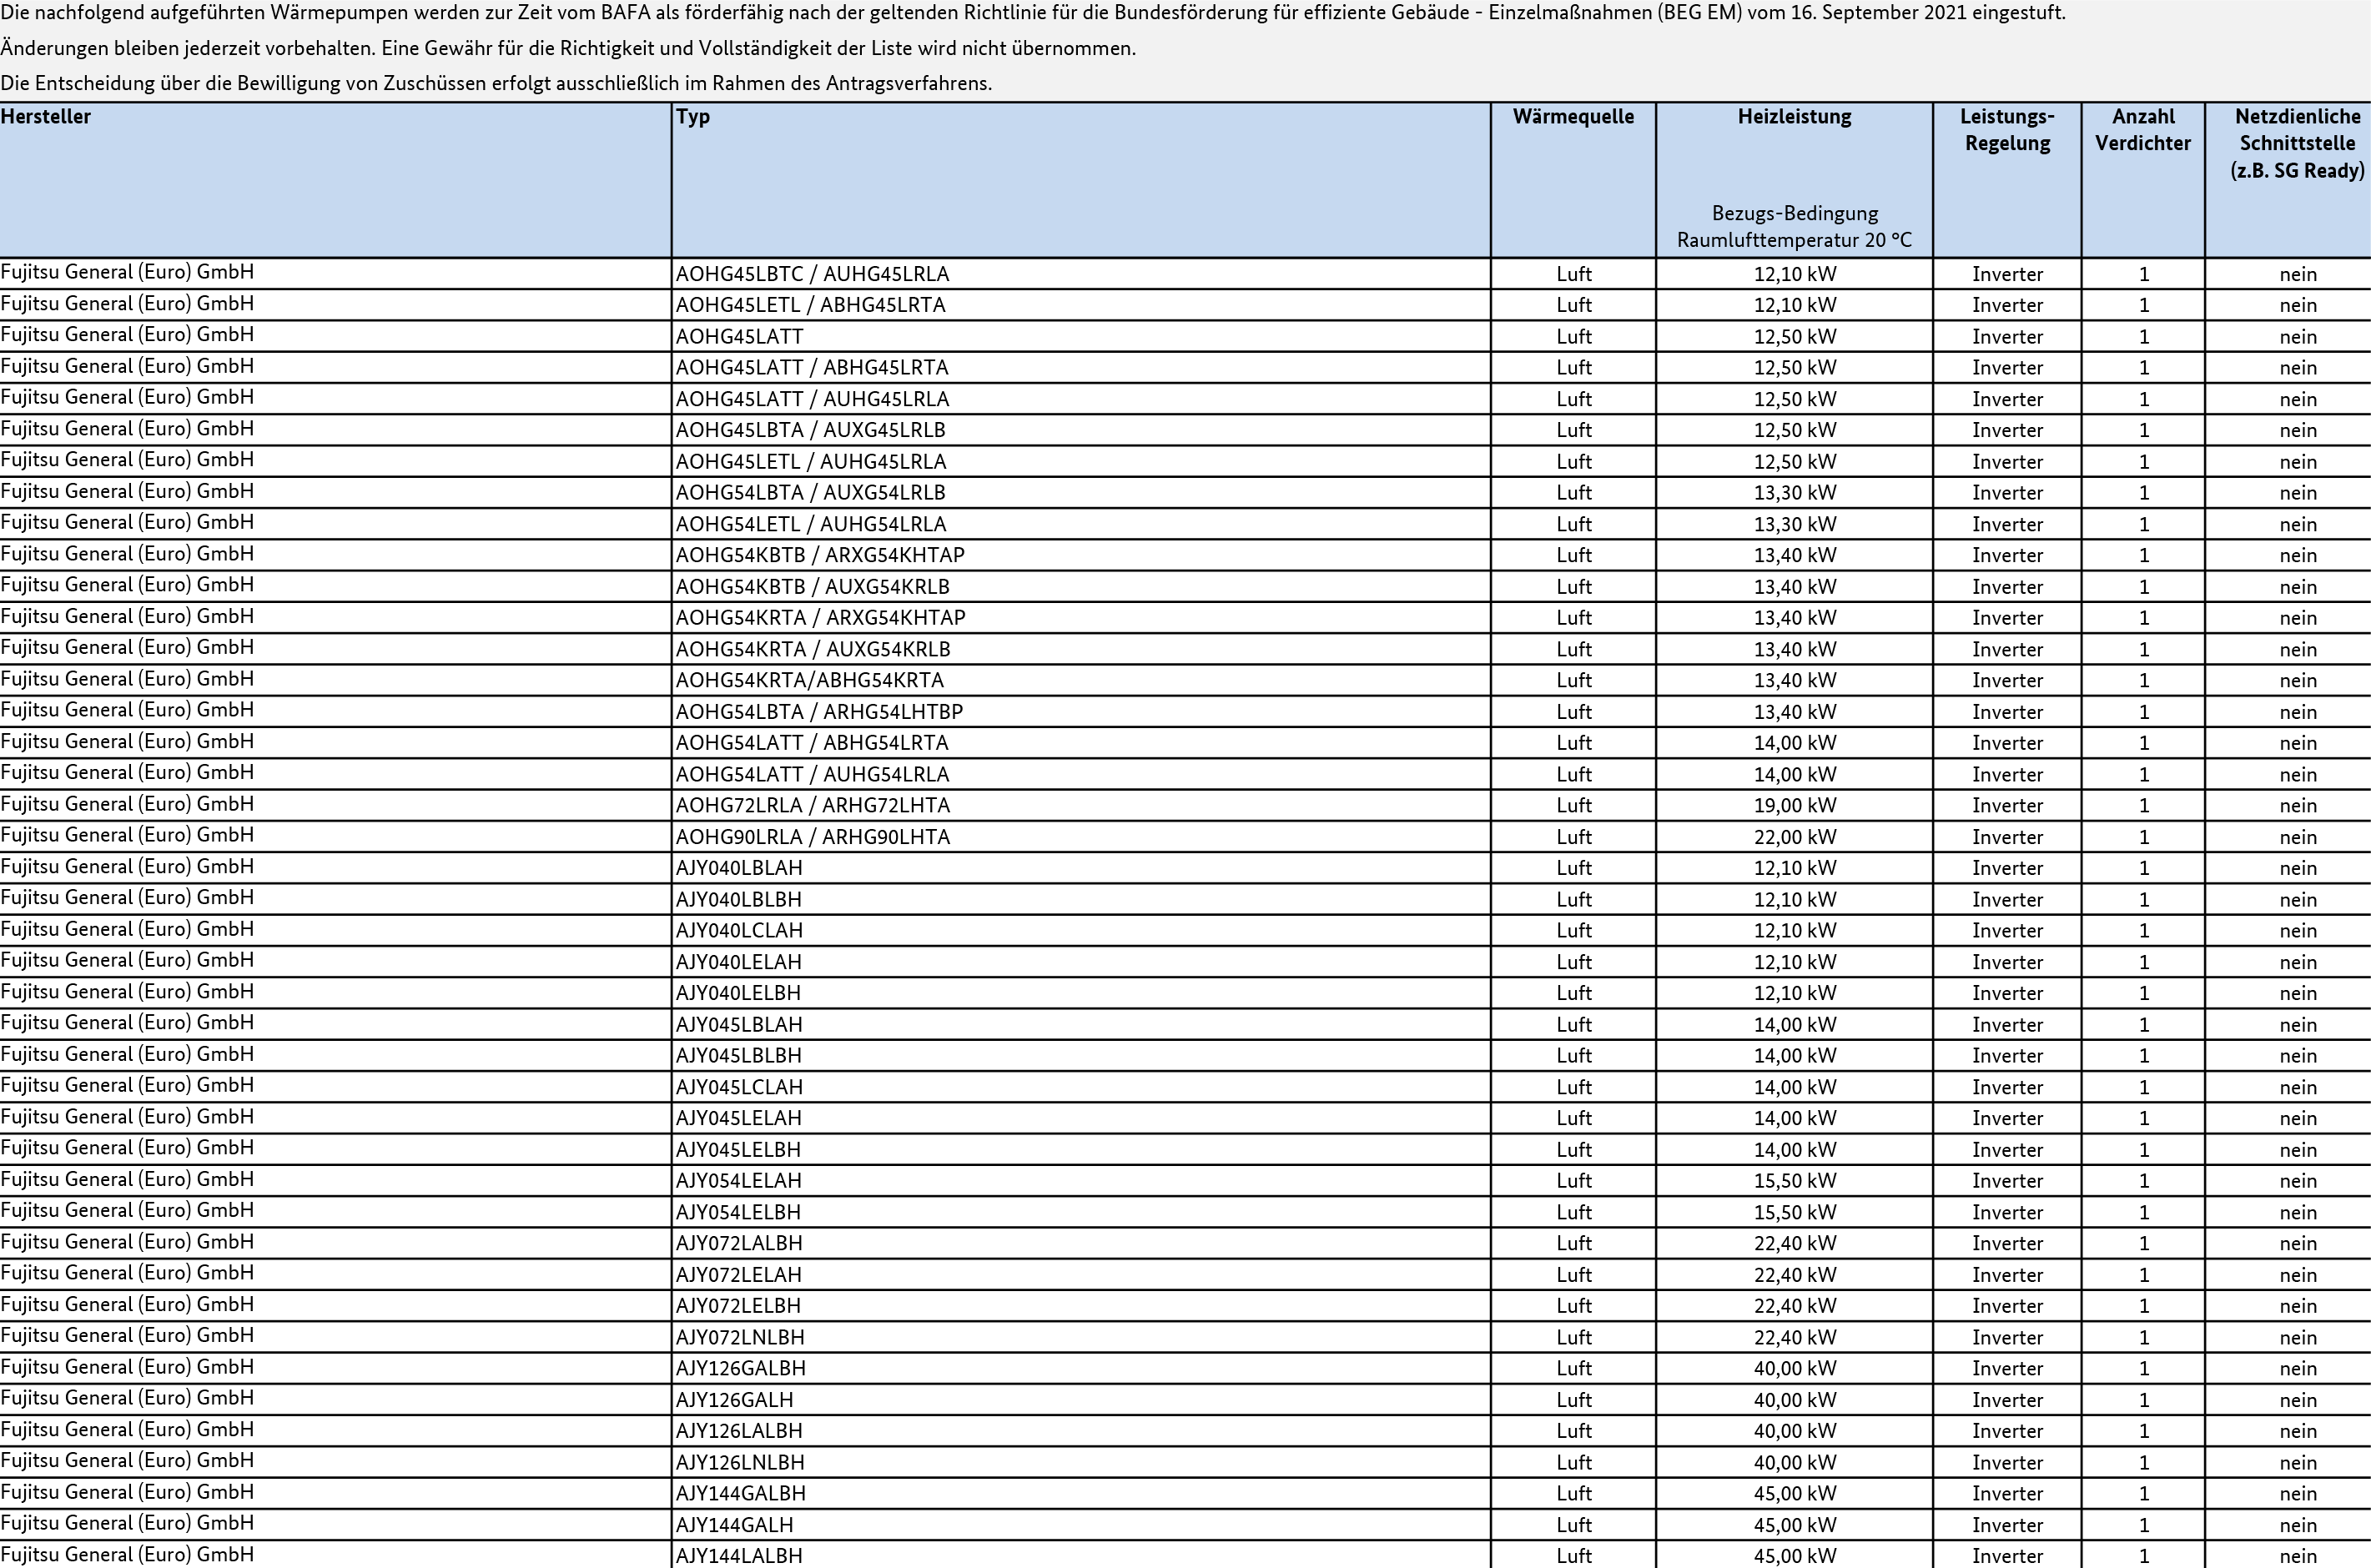 Die nachfolgend aufgeführten Wärmepumpen werden zur Zeit vom BAFA als förderfähig nach der geltenden Richtlinie für die Bundesförderung für effiziente Gebäude - Einzelmaßnahmen (BEG EM) vom 16. September 2021 eingestuft.
Änderungen bleiben jederzeit vorbehalten. Eine Gewähr für die Richtigkeit und Vollständigkeit der Liste wird nicht übernommen.
Die Entscheidung über die Bewilligung von Zuschüssen erfolgt ausschließlich im Rahmen des Antragsverfahrens.
Hersteller Typ Wärmequelle Heizleistung Leistungs- Anzahl Netzdienliche
Regelung Verdichter Schnittstelle
(z.B. SG Ready)
Bezugs-Bedingung
Raumlufttemperatur 20 °C
Fujitsu General (Euro) GmbH AOHG45LBTC / AUHG45LRLA Luft 12,10 kW Inverter 1 nein
Fujitsu General (Euro) GmbH AOHG45LETL / ABHG45LRTA Luft 12,10 kW Inverter 1 nein
Fujitsu General (Euro) GmbH AOHG45LATT Luft 12,50 kW Inverter 1 nein
Fujitsu General (Euro) GmbH AOHG45LATT / ABHG45LRTA Luft 12,50 kW Inverter 1 nein
Fujitsu General (Euro) GmbH AOHG45LATT / AUHG45LRLA Luft 12,50 kW Inverter 1 nein
Fujitsu General (Euro) GmbH AOHG45LBTA / AUXG45LRLB Luft 12,50 kW Inverter 1 nein
Fujitsu General (Euro) GmbH AOHG45LETL / AUHG45LRLA Luft 12,50 kW Inverter 1 nein
Fujitsu General (Euro) GmbH AOHG54LBTA / AUXG54LRLB Luft 13,30 kW Inverter 1 nein
Fujitsu General (Euro) GmbH AOHG54LETL / AUHG54LRLA Luft 13,30 kW Inverter 1 nein
Fujitsu General (Euro) GmbH AOHG54KBTB / ARXG54KHTAP Luft 13,40 kW Inverter 1 nein
Fujitsu General (Euro) GmbH AOHG54KBTB / AUXG54KRLB Luft 13,40 kW Inverter 1 nein
Fujitsu General (Euro) GmbH AOHG54KRTA / ARXG54KHTAP Luft 13,40 kW Inverter 1 nein
Fujitsu General (Euro) GmbH AOHG54KRTA / AUXG54KRLB Luft 13,40 kW Inverter 1 nein
Fujitsu General (Euro) GmbH AOHG54KRTA/ABHG54KRTA Luft 13,40 kW Inverter 1 nein
Fujitsu General (Euro) GmbH AOHG54LBTA / ARHG54LHTBP Luft 13,40 kW Inverter 1 nein
Fujitsu General (Euro) GmbH AOHG54LATT / ABHG54LRTA Luft 14,00 kW Inverter 1 nein
Fujitsu General (Euro) GmbH AOHG54LATT / AUHG54LRLA Luft 14,00 kW Inverter 1 nein
Fujitsu General (Euro) GmbH AOHG72LRLA / ARHG72LHTA Luft 19,00 kW Inverter 1 nein
Fujitsu General (Euro) GmbH AOHG90LRLA / ARHG90LHTA Luft 22,00 kW Inverter 1 nein
Fujitsu General (Euro) GmbH AJY040LBLAH Luft 12,10 kW Inverter 1 nein
Fujitsu General (Euro) GmbH AJY040LBLBH Luft 12,10 kW Inverter 1 nein
Fujitsu General (Euro) GmbH AJY040LCLAH Luft 12,10 kW Inverter 1 nein
Fujitsu General (Euro) GmbH AJY040LELAH Luft 12,10 kW Inverter 1 nein
Fujitsu General (Euro) GmbH AJY040LELBH Luft 12,10 kW Inverter 1 nein
Fujitsu General (Euro) GmbH AJY045LBLAH Luft 14,00 kW Inverter 1 nein
Fujitsu General (Euro) GmbH AJY045LBLBH Luft 14,00 kW Inverter 1 nein
Fujitsu General (Euro) GmbH AJY045LCLAH Luft 14,00 kW Inverter 1 nein
Fujitsu General (Euro) GmbH AJY045LELAH Luft 14,00 kW Inverter 1 nein
Fujitsu General (Euro) GmbH AJY045LELBH Luft 14,00 kW Inverter 1 nein
Fujitsu General (Euro) GmbH AJY054LELAH Luft 15,50 kW Inverter 1 nein
Fujitsu General (Euro) GmbH AJY054LELBH Luft 15,50 kW Inverter 1 nein
Fujitsu General (Euro) GmbH AJY072LALBH Luft 22,40 kW Inverter 1 nein
Fujitsu General (Euro) GmbH AJY072LELAH Luft 22,40 kW Inverter 1 nein
Fujitsu General (Euro) GmbH AJY072LELBH Luft 22,40 kW Inverter 1 nein
Fujitsu General (Euro) GmbH AJY072LNLBH Luft 22,40 kW Inverter 1 nein
Fujitsu General (Euro) GmbH AJY126GALBH Luft 40,00 kW Inverter 1 nein
Fujitsu General (Euro) GmbH AJY126GALH Luft 40,00 kW Inverter 1 nein
Fujitsu General (Euro) GmbH AJY126LALBH Luft 40,00 kW Inverter 1 nein
Fujitsu General (Euro) GmbH AJY126LNLBH Luft 40,00 kW Inverter 1 nein
Fujitsu General (Euro) GmbH AJY144GALBH Luft 45,00 kW Inverter 1 nein
Fujitsu General (Euro) GmbH AJY144GALH Luft 45,00 kW Inverter 1 nein
Fujitsu General (Euro) GmbH AJY144LALBH Luft 45,00 kW Inverter 1 nein